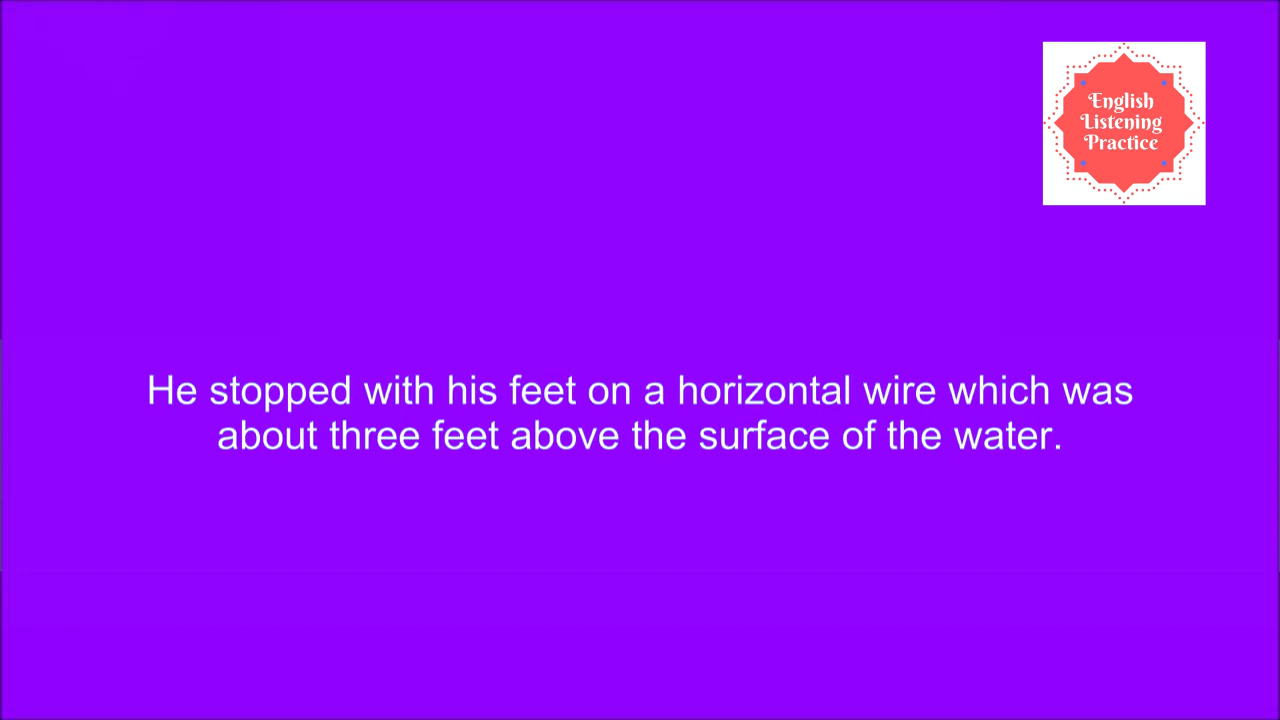 English
Listening
Practice
He stopped with his feet on a horizontal wire which was
about three feet above the surface of the water.